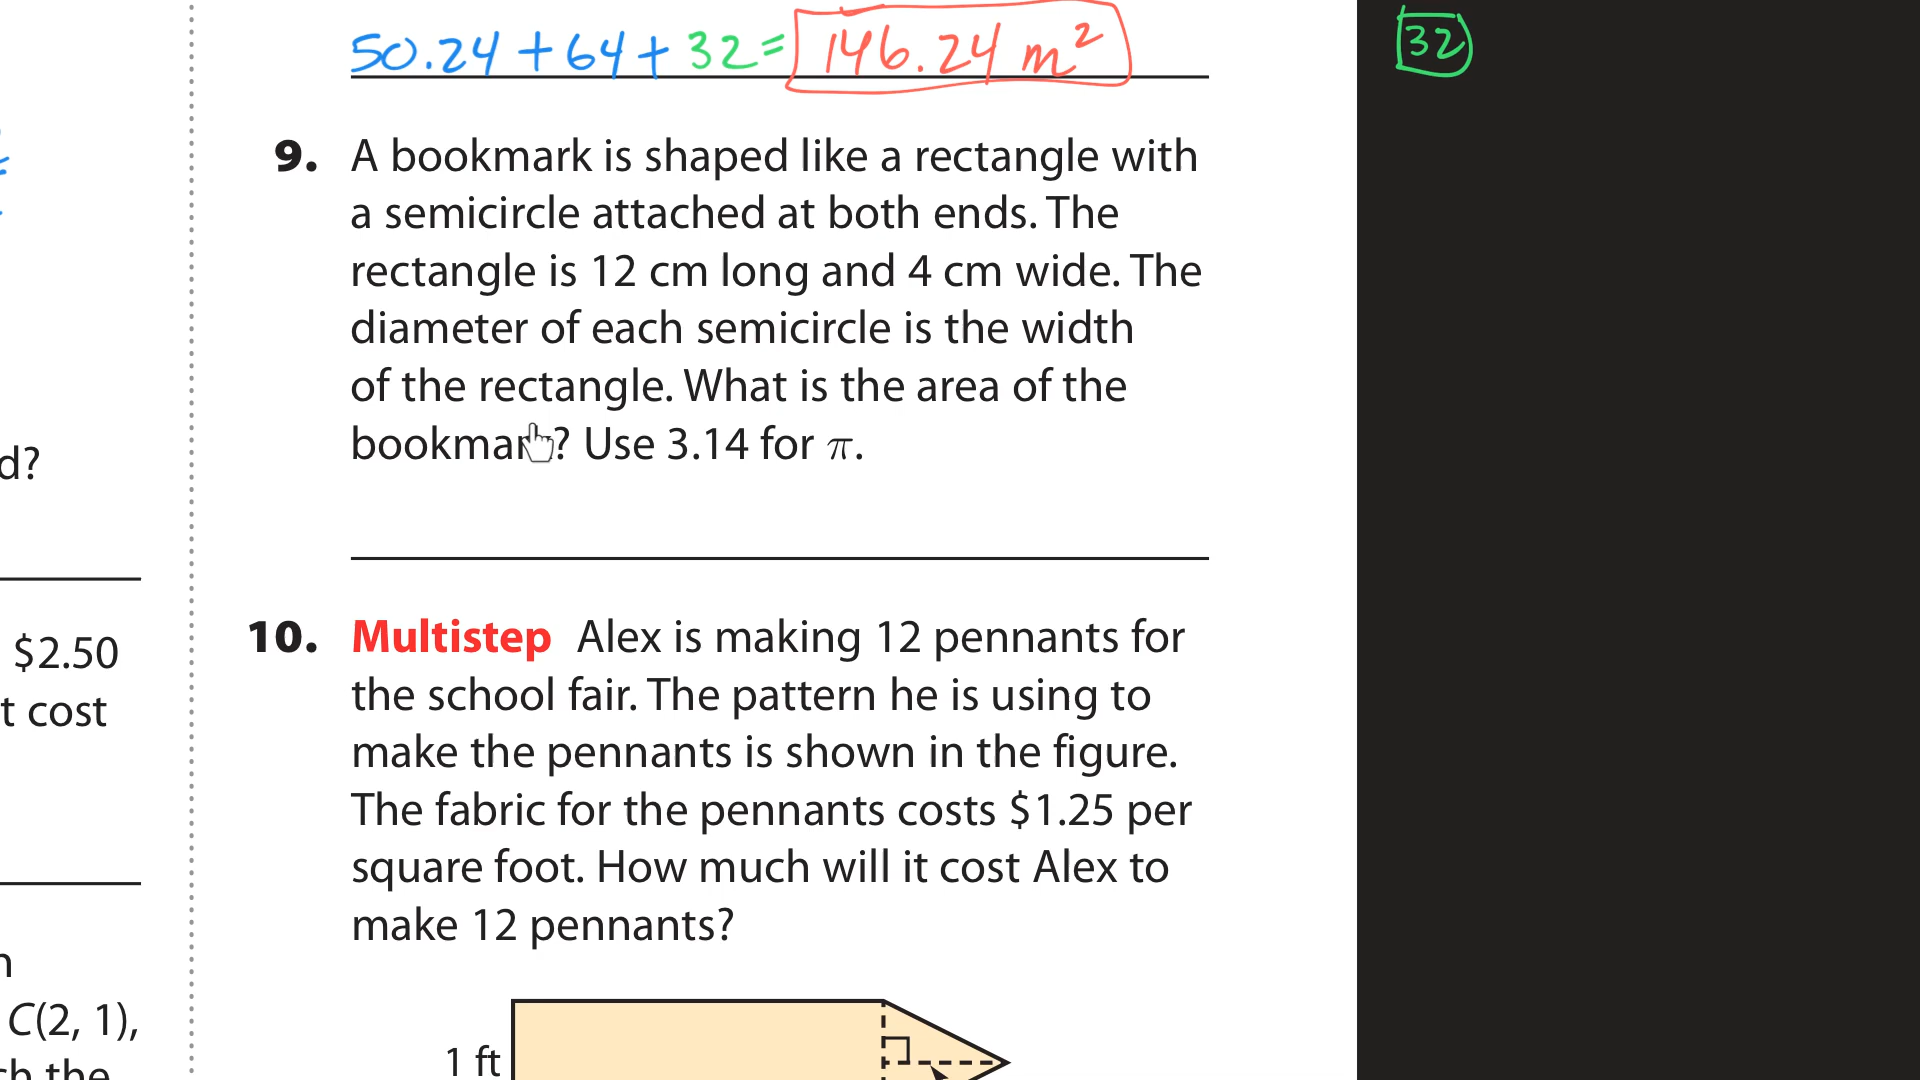 50.24 + 64 + 32 = 146.24 m²
32
9. A bookmark is shaped like a rectangle with
a semicircle attached at both ends. The
rectangle is 12 cm long and 4 cm wide. The
diameter of each semicircle is the width
of the rectangle. What is the area of the
bookmark? Use 3.14 for π.
d?
10. Multistep Alex is making 12 pennants for
the school fair. The pattern he is using to
make the pennants is shown in the figure.
The fabric for the pennants costs $1.25 per
square foot. How much will it cost Alex to
make 12 pennants?
$2.50
t cost
C(2, 1),
1 ft